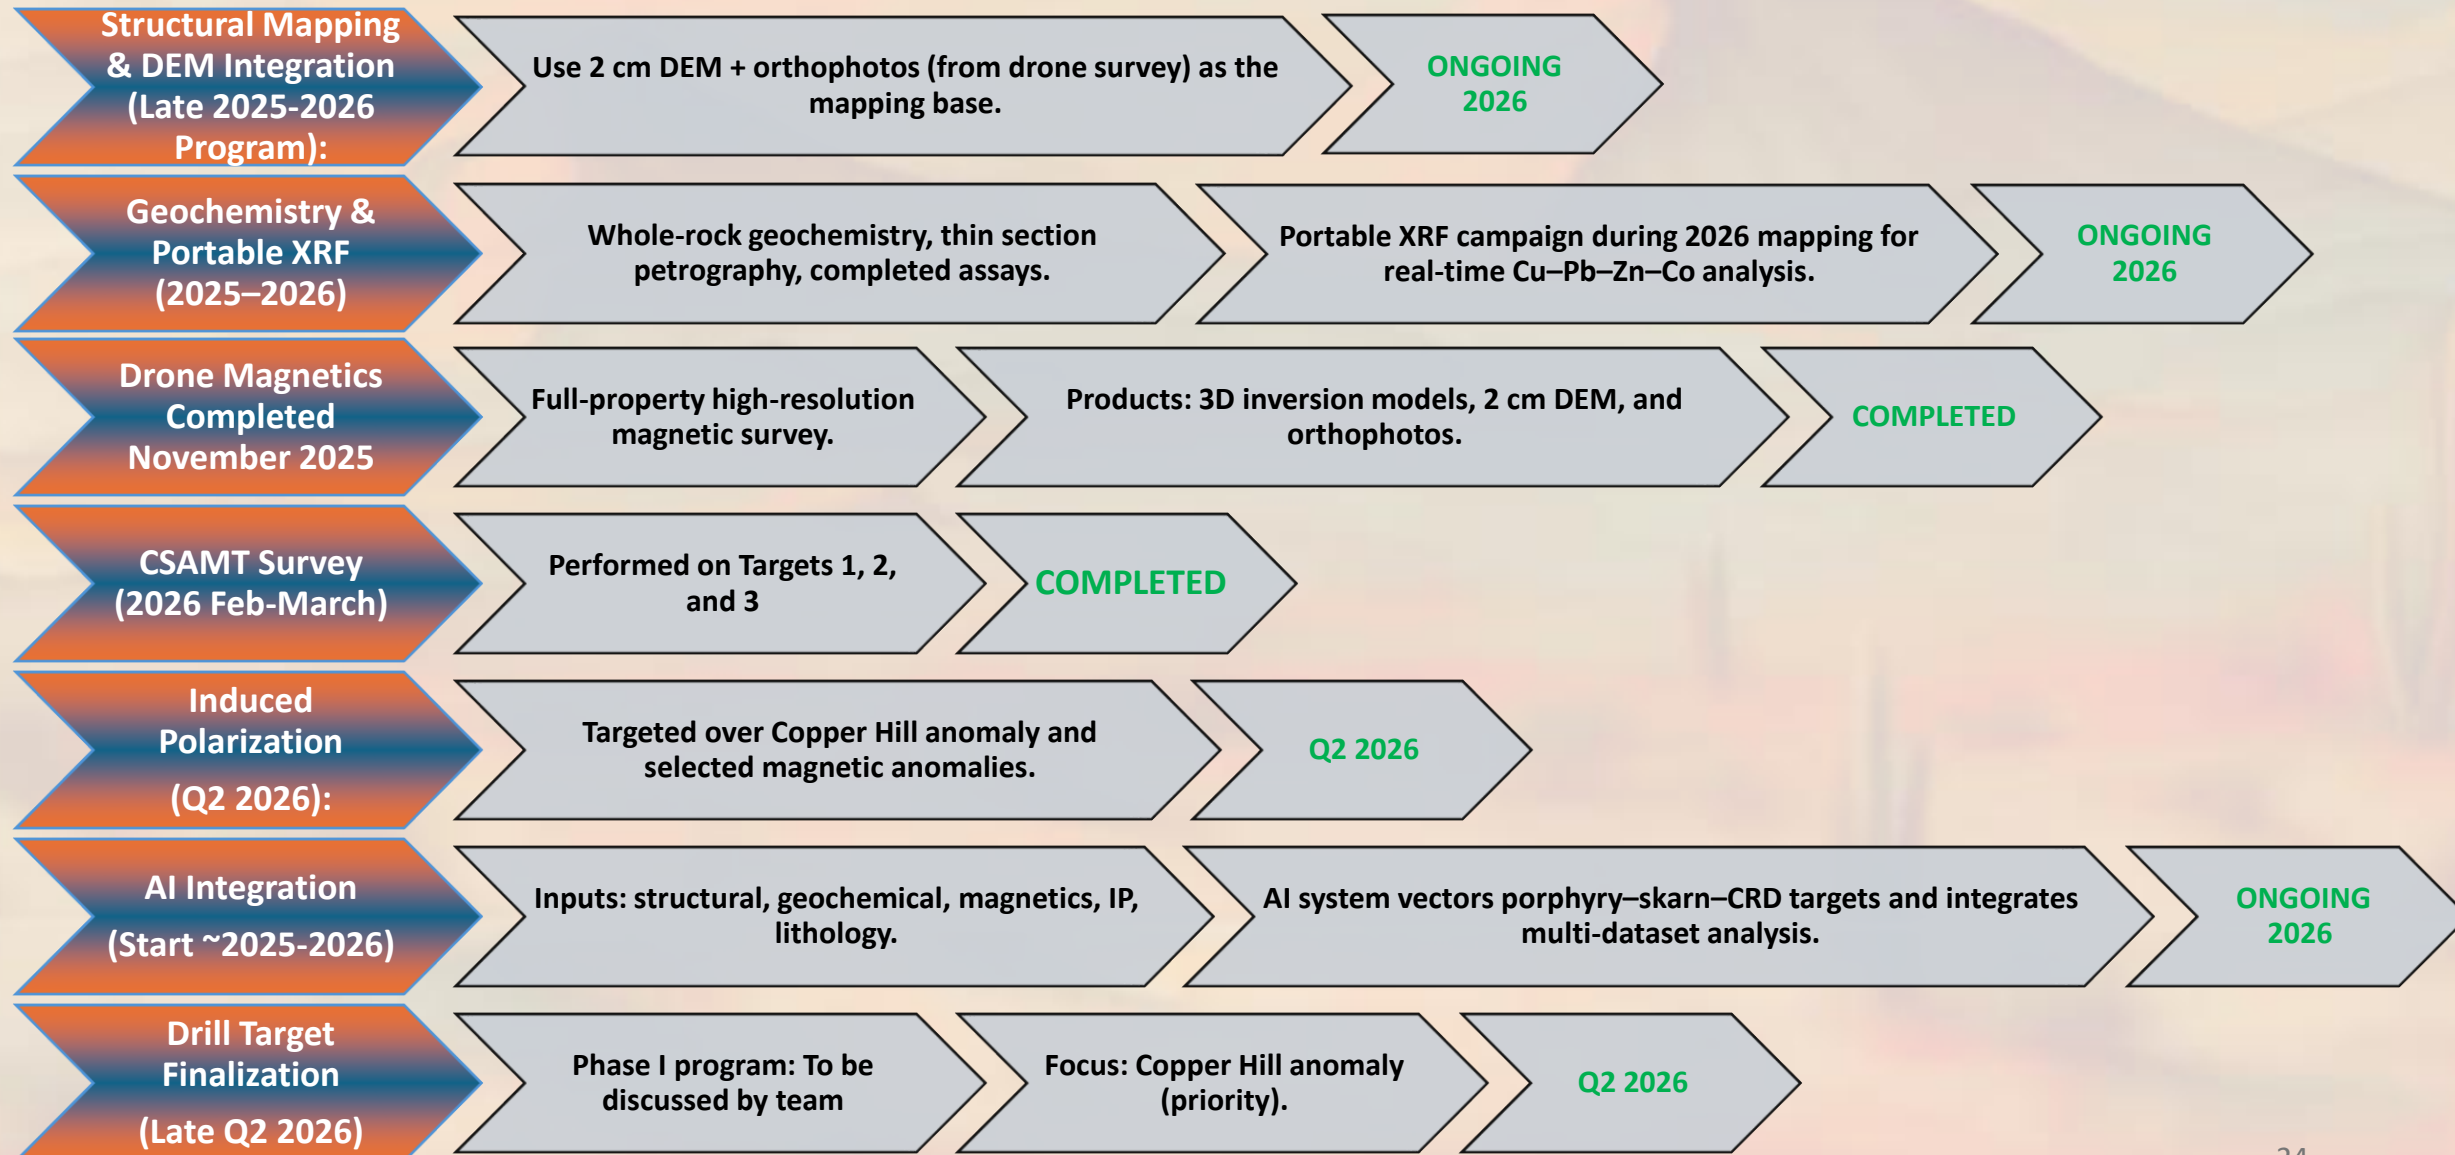 Structural Mapping
& DEM Integration
(Late 2025-2026
Program):
Use 2 cm DEM + orthophotos (from drone survey) as the
mapping base.
ONGOING
2026
Geochemistry &
Portable XRF
(2025–2026)
Whole-rock geochemistry, thin section
petrography, completed assays.
Portable XRF campaign during 2026 mapping for
real-time Cu–Pb–Zn–Co analysis.
ONGOING
2026
Drone Magnetics
Completed
November 2025
Full-property high-resolution
magnetic survey.
Products: 3D inversion models, 2 cm DEM, and
orthophotos.
COMPLETED
CSAMT Survey
(2026 Feb-March)
Performed on Targets 1, 2,
and 3
COMPLETED
Induced
Polarization
(Q2 2026):
Targeted over Copper Hill anomaly and
selected magnetic anomalies.
Q2 2026
AI Integration
(Start ~2025-2026)
Inputs: structural, geochemical, magnetics, IP,
lithology.
AI system vectors porphyry–skarn–CRD targets and integrates
multi-dataset analysis.
ONGOING
2026
Drill Target
Finalization
(Late Q2 2026)
Phase I program: To be
discussed by team
Focus: Copper Hill anomaly
(priority).
Q2 2026